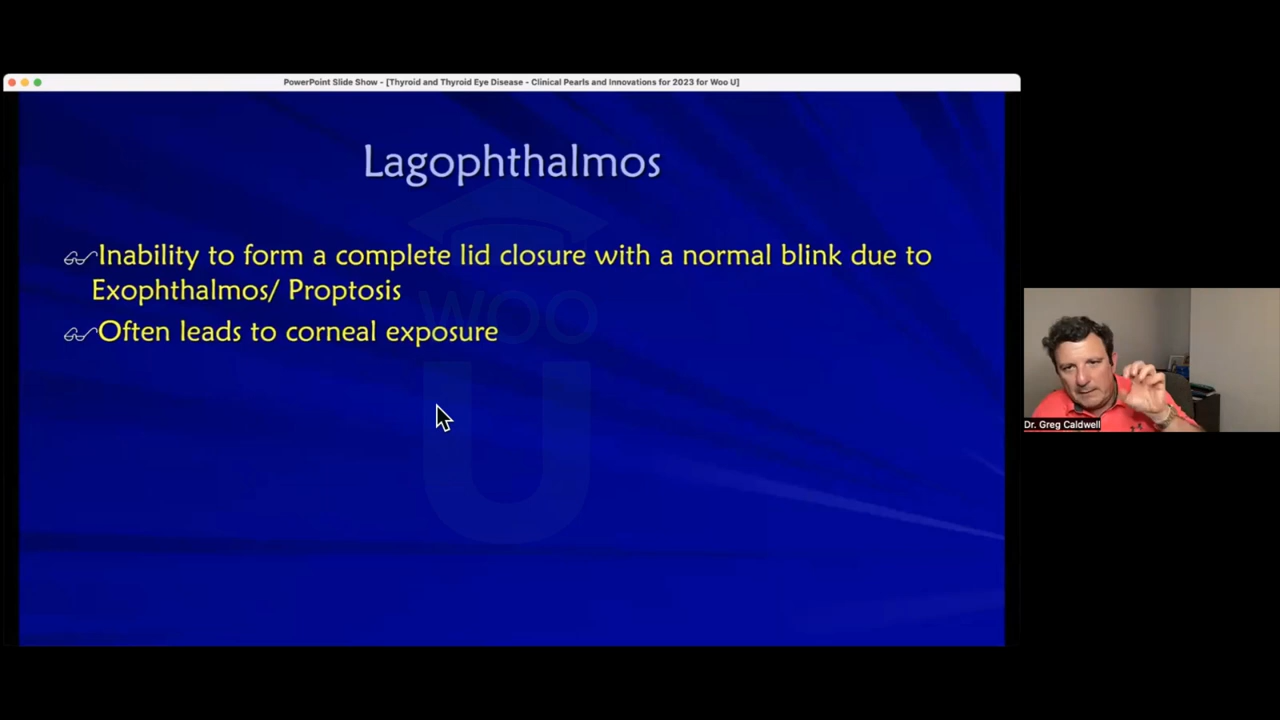 PowerPoint Slide Show - [Thyroid and Thyroid Eye Disease - Clinical Pearls and Innovations for 2023 for Woo U]
Lagophthalmos
Inability to form a complete lid closure with a normal blink due to
Exophthalmos/ Proptosis
Often leads to corneal exposure
WOO
U
Dr. Greg Caldwell